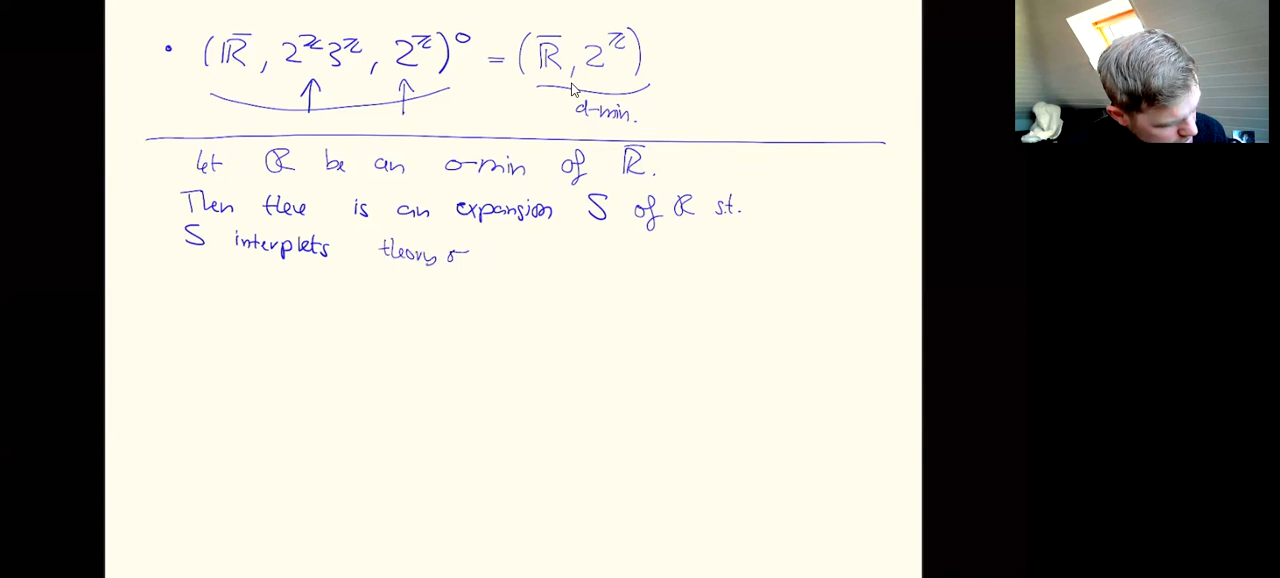 • (ℝ̄, 2^ℤ3^ℤ, 2^ℤ)° = (ℝ̄, 2^ℤ)
d-min.
Let R be an o-min of ℝ̄.
Then there is an expansion S of R s.t.
S interprets theory o